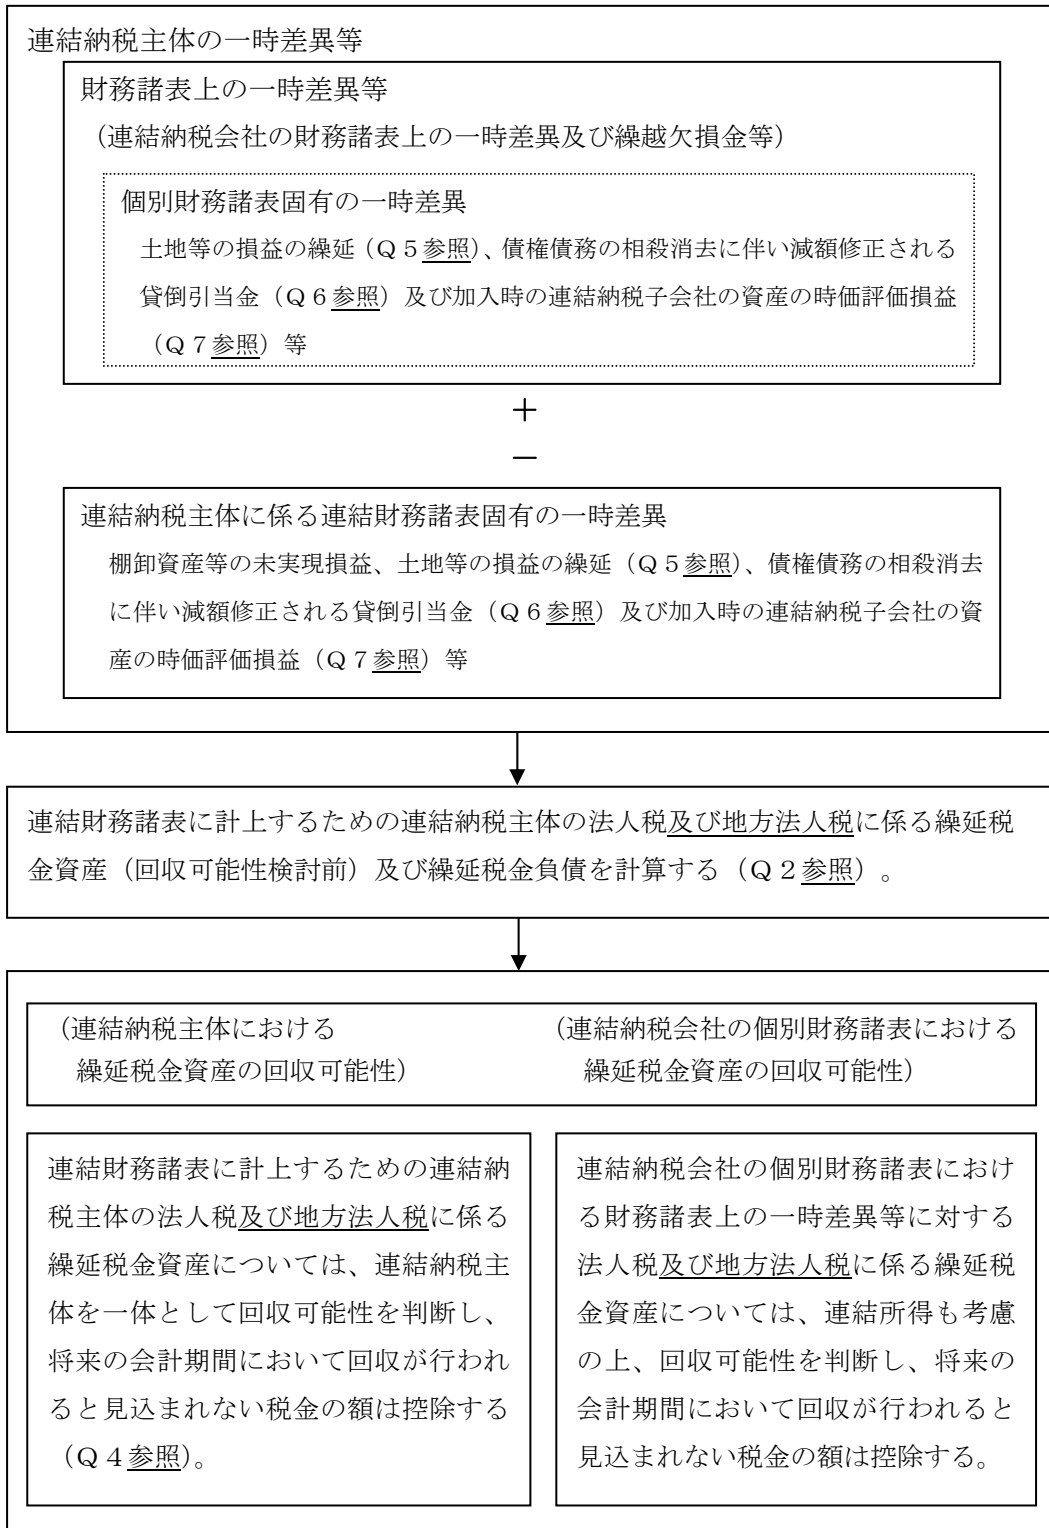 連結納税主体の一時差異等
財務諸表上の一時差異等
（連結納税会社の財務諸表上の一時差異及び繰越欠損金等）
個別財務諸表固有の一時差異
土地等の損益の繰延（Ｑ５参照）、債権債務の相殺消去に伴い減額修正される
貸倒引当金（Ｑ６参照）及び加入時の連結納税子会社の資産の時価評価損益
（Ｑ７参照）等
＋
－
連結納税主体に係る連結財務諸表固有の一時差異
棚卸資産等の未実現損益、土地等の損益の繰延（Ｑ５参照）、債権債務の相殺消去
に伴い減額修正される貸倒引当金（Ｑ６参照）及び加入時の連結納税子会社の資
産の時価評価損益（Ｑ７参照）等
連結財務諸表に計上するための連結納税主体の法人税及び地方法人税に係る繰延税
金資産（回収可能性検討前）及び繰延税金負債を計算する（Ｑ２参照）。
（連結納税主体における
繰延税金資産の回収可能性）
（連結納税会社の個別財務諸表における
繰延税金資産の回収可能性）
連結財務諸表に計上するための連結納
税主体の法人税及び地方法人税に係る
繰延税金資産については、連結納税主
体を一体として回収可能性を判断し、
将来の会計期間において回収が行われ
ると見込まれない税金の額は控除する
（Ｑ４参照）。
連結納税会社の個別財務諸表におけ
る財務諸表上の一時差異等に対する
法人税及び地方法人税に係る繰延税
金資産については、連結所得も考慮
の上、回収可能性を判断し、将来の
会計期間において回収が行われると
見込まれない税金の額は控除する。